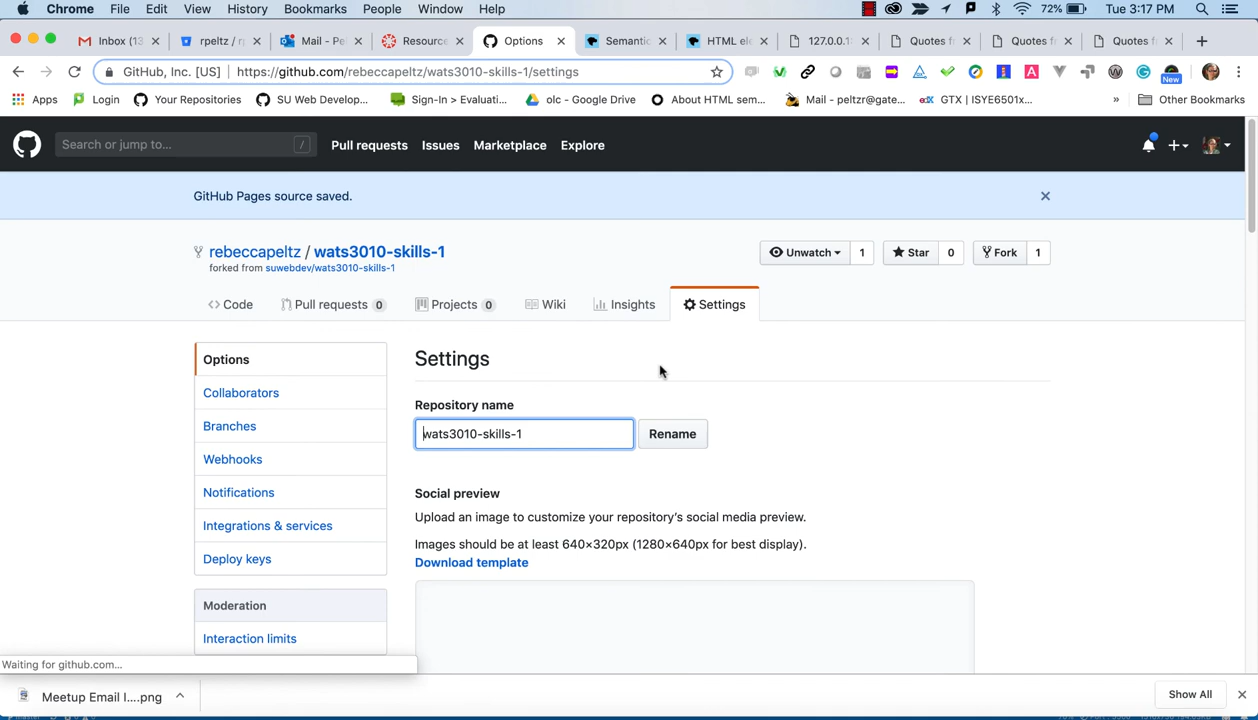 Chrome File Edit View History Bookmarks People Window Help 72% Tue 3:17 PM
Inbox (13 rpeltz / r Mail - Pe Resource Options Semantic HTML el 127.0.0.1 Quotes f Quotes f Quotes f
GitHub, Inc. [US] | https://github.com/rebeccapeltz/wats3010-skills-1/settings New
Apps Login Your Repositories SU Web Develop... Sign-In > Evaluati... olc - Google Drive About HTML sem... Mail - peltzr@gate... edX GTX | ISYE6501x... » Other Bookmarks
Search or jump to... / Pull requests Issues Marketplace Explore
GitHub Pages source saved.
rebeccapeltz / wats3010-skills-1 Unwatch 1 Star 0 Fork 1
forked from suwebdev/wats3010-skills-1
Code Pull requests 0 Projects 0 Wiki Insights Settings
Options
Collaborators
Branches
Webhooks
Notifications
Integrations & services
Deploy keys
Moderation
Interaction limits
Settings
Repository name
wats3010-skills-1 Rename
Social preview
Upload an image to customize your repository’s social media preview.
Images should be at least 640×320px (1280×640px for best display).
Download template
Waiting for github.com...
Meetup Email I....png Show All